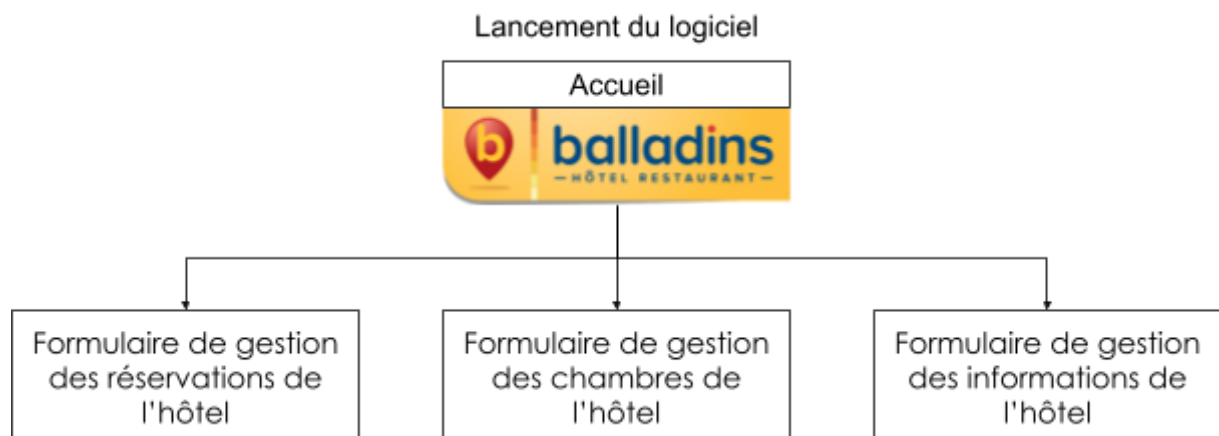 Lancement du logiciel
Accueil
b
balladins
HÔTEL RESTAURANT
Formulaire de gestion
des réservations de
l'hôtel
Formulaire de gestion
des chambres de
l'hôtel
Formulaire de gestion
des informations de
l'hôtel